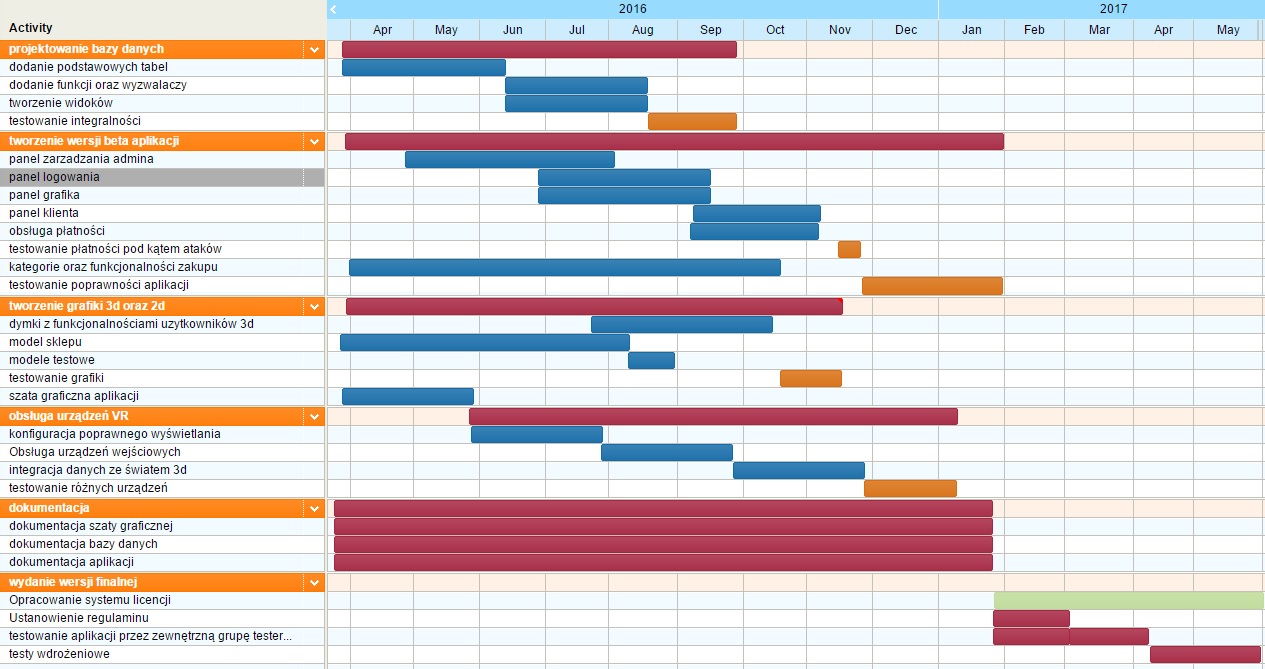 2016 2017
Activity Apr May Jun Jul Aug Sep Oct Nov Dec Jan Feb Mar Apr May
projektowanie bazy danych
dodanie podstawowych tabel
dodanie funkcji oraz wyzwalaczy
tworzenie widoków
testowanie integralności
tworzenie wersji beta aplikacji
panel zarzadzania admina
panel logowania
panel grafika
panel klienta
obsługa płatności
testowanie płatności pod kątem ataków
kategorie oraz funkcjonalności zakupu
testowanie poprawności aplikacji
tworzenie grafiki 3d oraz 2d
dymki z funkcjonalnościami uzytkowników 3d
model sklepu
modele testowe
testowanie grafiki
szata graficzna aplikacji
obsługa urządzeń VR
konfiguracja poprawnego wyświetlania
Obsługa urządzeń wejściowych
integracja danych ze światem 3d
testowanie różnych urządzeń
dokumentacja
dokumentacja szaty graficznej
dokumentacja bazy danych
dokumentacja aplikacji
wydanie wersji finalnej
Opracowanie systemu licencji
Ustanowienie regulaminu
testowanie aplikacji przez zewnętrzną grupę tester...
testy wdrożeniowe